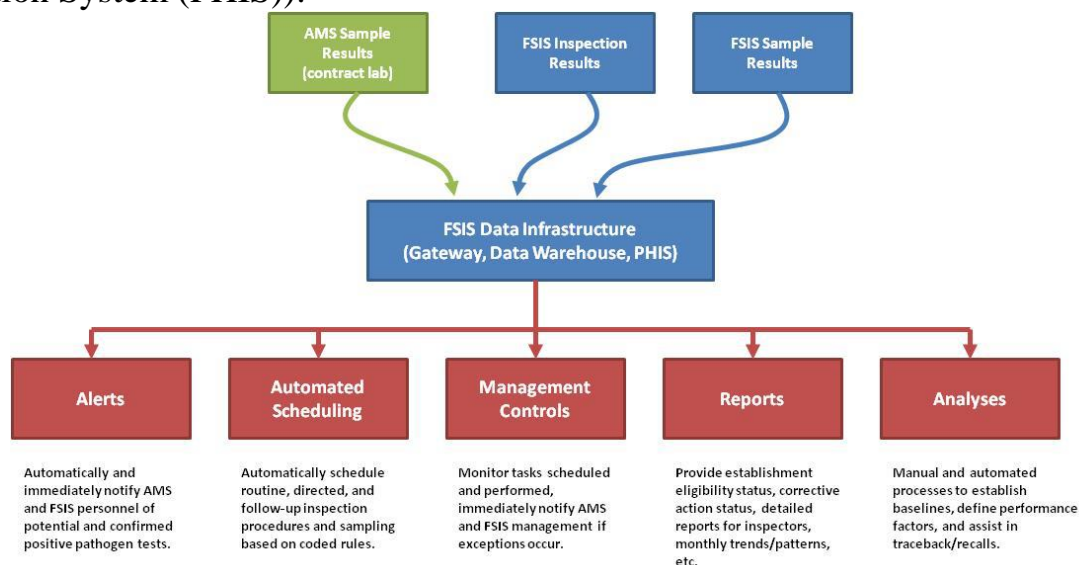 tion System (PHIS)).
AMS Sample
Results
(contract lab)
FSIS Inspection
Results
FSIS Sample
Results
FSIS Data Infrastructure
(Gateway, Data Warehouse, PHIS)
Alerts
Automated
Scheduling
Management
Controls
Reports
Analyses
Automatically and
immediately notify AMS
and FSIS personnel of
potential and confirmed
positive pathogen tests.
Automatically schedule
routine, directed, and
follow-up inspection
procedures and sampling
based on coded rules.
Monitor tasks scheduled
and performed,
immediately notify AMS
and FSIS management if
exceptions occur.
Provide establishment
eligibility status, corrective
action status, detailed
reports for inspectors,
monthly trends/patterns,
etc.
Manual and automated
processes to establish
baselines, define performance
factors, and assist in
traceback/recalls.